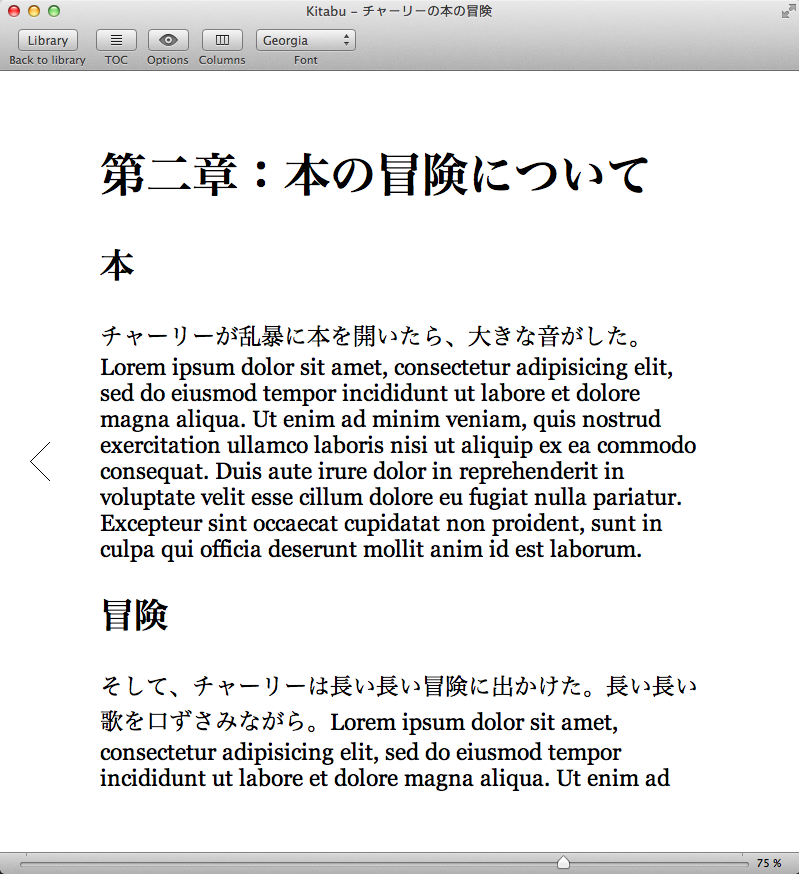 Kitabu – チャーリーの本の冒険
Library
Georgia
Back to library TOC Options Columns Font
第二章：本の冒険について
本
チャーリーが乱暴に本を開いたら、大きな音がした。
Lorem ipsum dolor sit amet, consectetur adipisicing elit,
sed do eiusmod tempor incididunt ut labore et dolore
magna aliqua. Ut enim ad minim veniam, quis nostrud
exercitation ullamco laboris nisi ut aliquip ex ea commodo
consequat. Duis aute irure dolor in reprehenderit in
voluptate velit esse cillum dolore eu fugiat nulla pariatur.
Excepteur sint occaecat cupidatat non proident, sunt in
culpa qui officia deserunt mollit anim id est laborum.
冒険
そして、チャーリーは長い長い冒険に出かけた。長い長い
歌を口ずさみながら。Lorem ipsum dolor sit amet,
consectetur adipisicing elit, sed do eiusmod tempor
incididunt ut labore et dolore magna aliqua. Ut enim ad
75 %